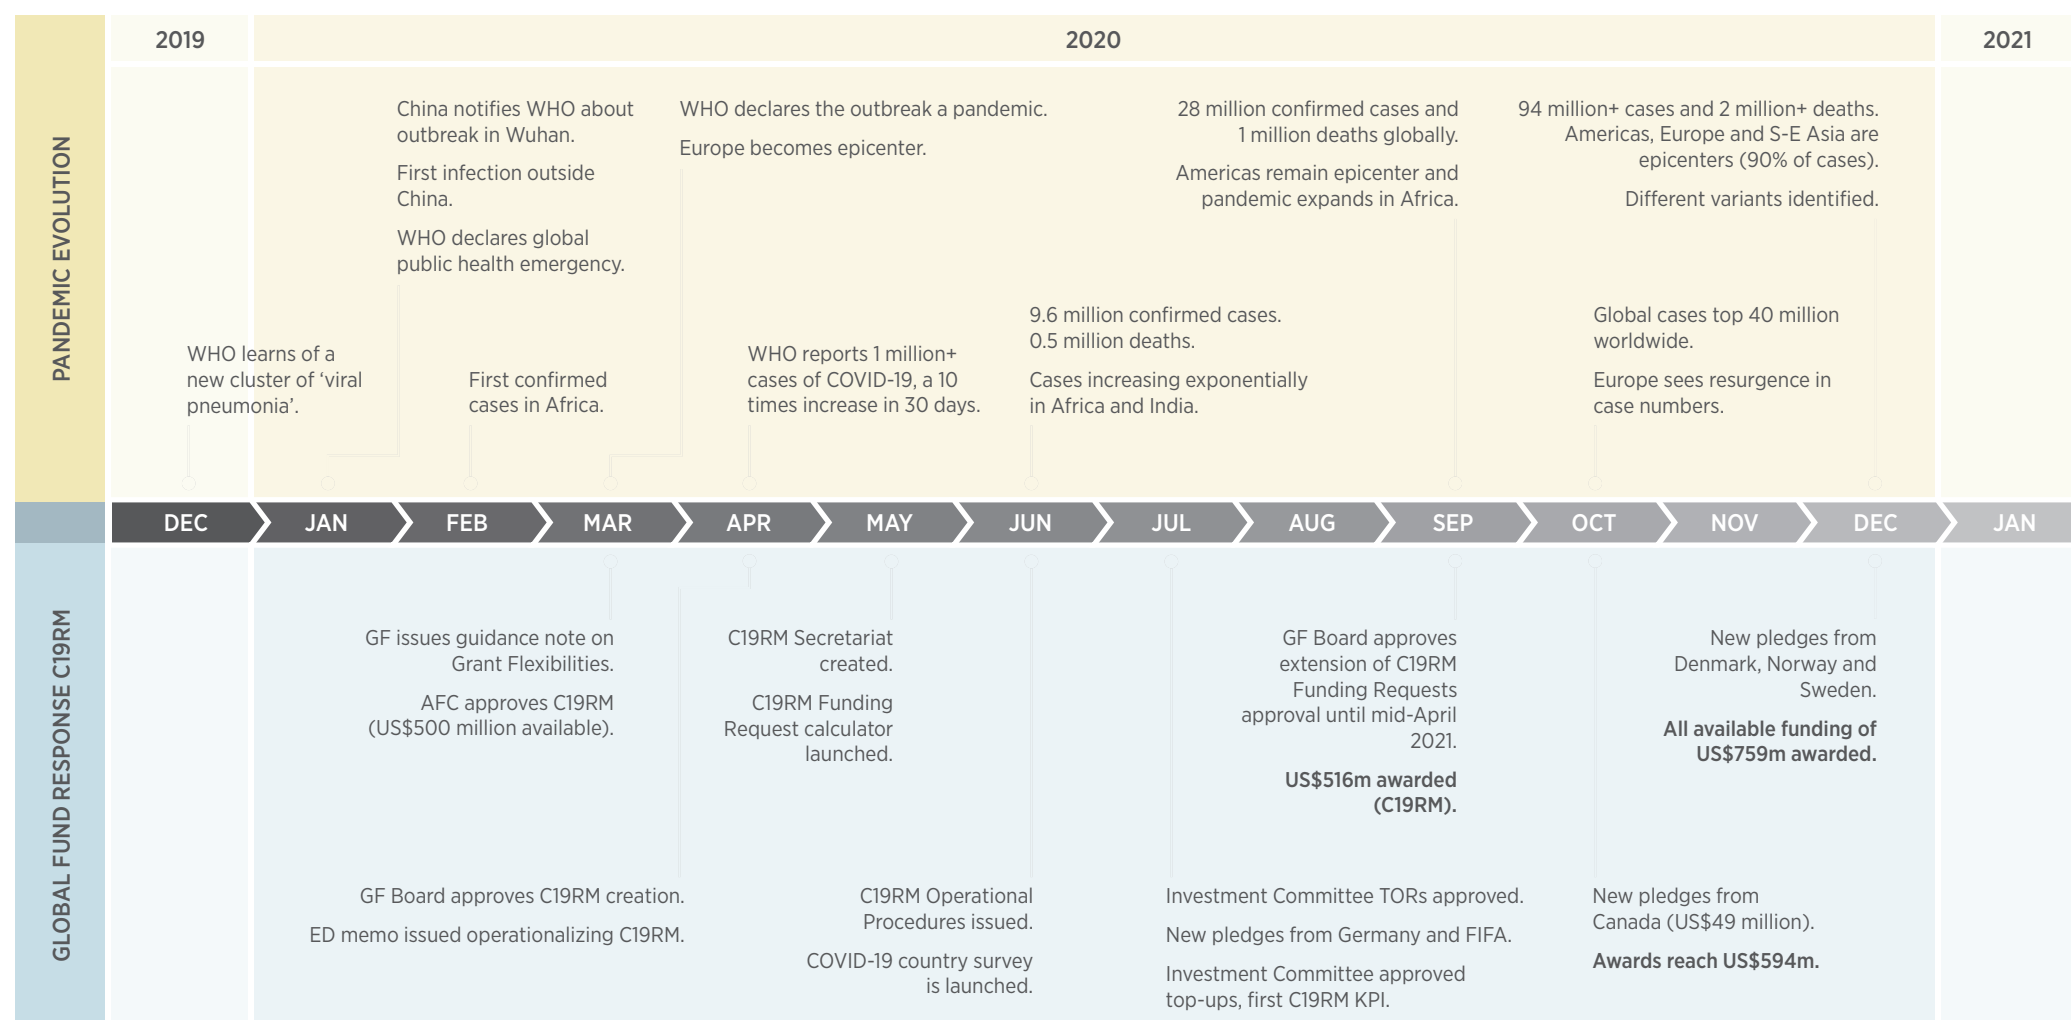 2019
2020
2021
PANDEMIC EVOLUTION
WHO learns of a
new cluster of ‘viral
pneumonia’.
China notifies WHO about
outbreak in Wuhan.
First infection outside
China.
WHO declares global
public health emergency.
First confirmed
cases in Africa.
WHO declares the outbreak a pandemic.
Europe becomes epicenter.
WHO reports 1 million+
cases of COVID-19, a 10
times increase in 30 days.
9.6 million confirmed cases.
0.5 million deaths.
Cases increasing exponentially
in Africa and India.
28 million confirmed cases and
1 million deaths globally.
Americas remain epicenter and
pandemic expands in Africa.
Global cases top 40 million
worldwide.
Europe sees resurgence in
case numbers.
94 million+ cases and 2 million+ deaths.
Americas, Europe and S-E Asia are
epicenters (90% of cases).
Different variants identified.
DEC
JAN
FEB
MAR
APR
MAY
JUN
JUL
AUG
SEP
OCT
NOV
DEC
JAN
GLOBAL FUND RESPONSE C19RM
GF issues guidance note on
Grant Flexibilities.
AFC approves C19RM
(US$500 million available).
GF Board approves C19RM creation.
ED memo issued operationalizing C19RM.
C19RM Secretariat
created.
C19RM Funding
Request calculator
launched.
C19RM Operational
Procedures issued.
COVID-19 country survey
is launched.
Investment Committee TORs approved.
New pledges from Germany and FIFA.
Investment Committee approved
top-ups, first C19RM KPI.
GF Board approves
extension of C19RM
Funding Requests
approval until mid-April
2021.
US$516m awarded
(C19RM).
New pledges from
Canada (US$49 million).
Awards reach US$594m.
New pledges from
Denmark, Norway and
Sweden.
All available funding of
US$759m awarded.